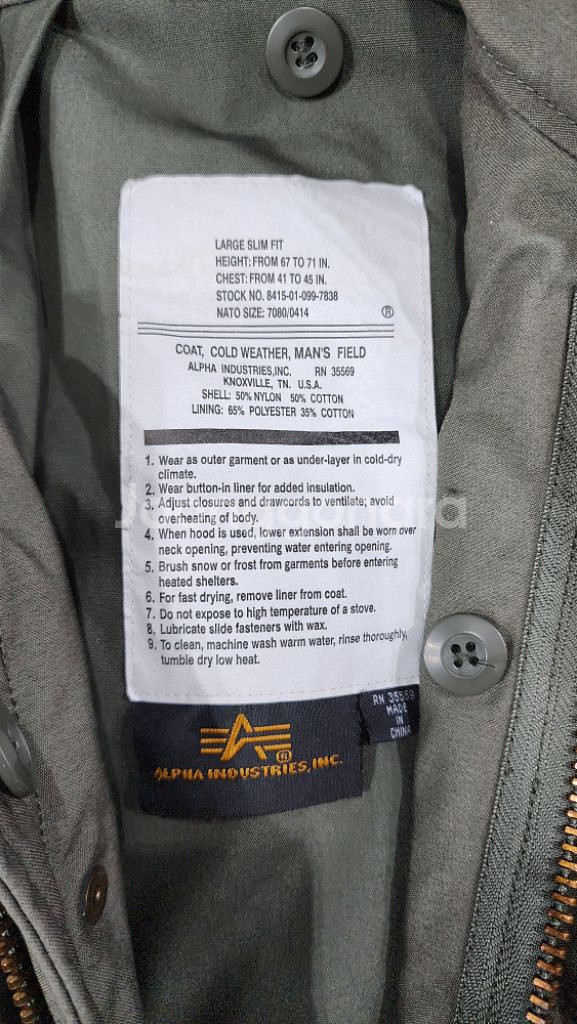 LARGE SLIM FIT
HEIGHT: FROM 67 TO 71 IN.
CHEST: FROM 41 TO 45 IN.
STOCK NO. 8415-01-099-7838
NATO SIZE: 7080/0414 ®
COAT, COLD WEATHER, MAN'S FIELD
ALPHA INDUSTRIES,INC. RN 35569
KNOXVILLE, TN. U.S.A.
SHELL: 50% NYLON 50% COTTON
LINING: 65% POLYESTER 35% COTTON
1. Wear as outer garment or as under-layer in cold-dry
climate.
2. Wear button-in liner for added insulation.
3. Adjust closures and drawcords to ventilate; avoid
overheating of body.
4. When hood is used, lower extension shall be worn over
neck opening, preventing water entering opening.
5. Brush snow or frost from garments before entering
heated shelters.
6. For fast drying, remove liner from coat.
7. Do not expose to high temperature of a stove.
8. Lubricate slide fasteners with wax.
9. To clean, machine wash warm water, rinse thoroughly,
tumble dry low heat.
RN 35569
MADE
IN
CHINA
®
ALPHA INDUSTRIES, INC.